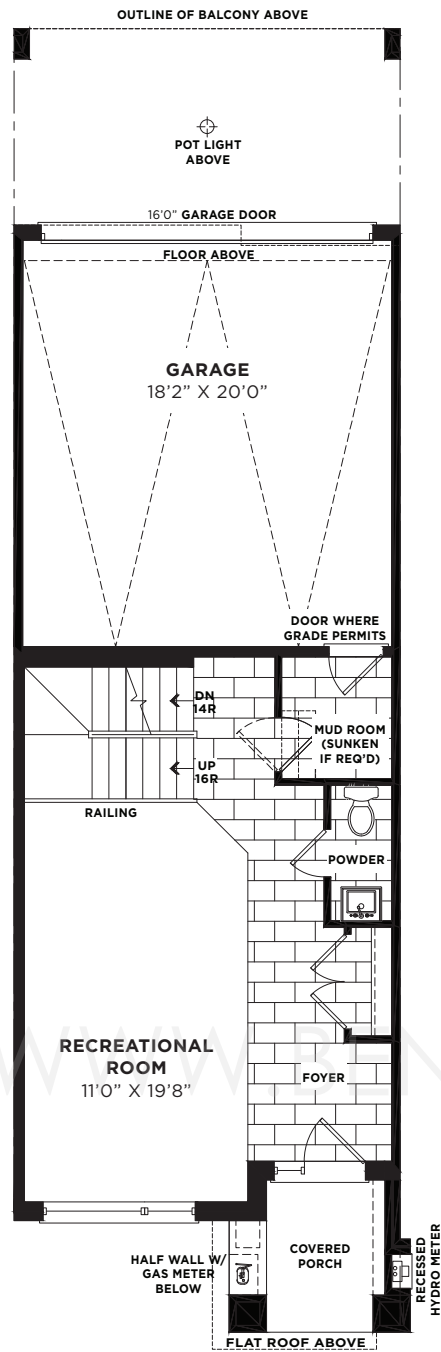 OUTLINE OF BALCONY ABOVE
POT LIGHT
ABOVE
16'0" GARAGE DOOR
FLOOR ABOVE
GARAGE
18'2" X 20'0"
DOOR WHERE
GRADE PERMITS
DN
14R
MUD ROOM
(SUNKEN
IF REQ'D)
UP
16R
RAILING
POWDER
RECREATIONAL
ROOM
11'0" X 19'8"
WWW.BEN
FOYER
HALF WALL W/
GAS METER
BELOW
COVERED
PORCH
RECESSED
HYDRO METER
FLAT ROOF ABOVE